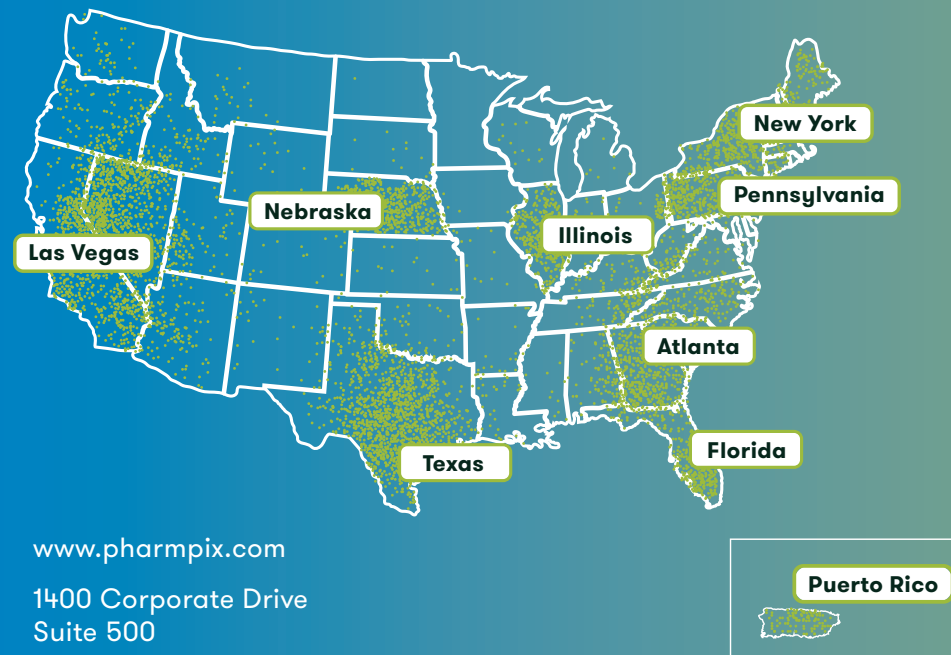 New York
Pennsylvania
Nebraska
Illinois
Las Vegas
Atlanta
Florida
Texas
www.pharmpix.com
Puerto Rico
1400 Corporate Drive
Suite 500